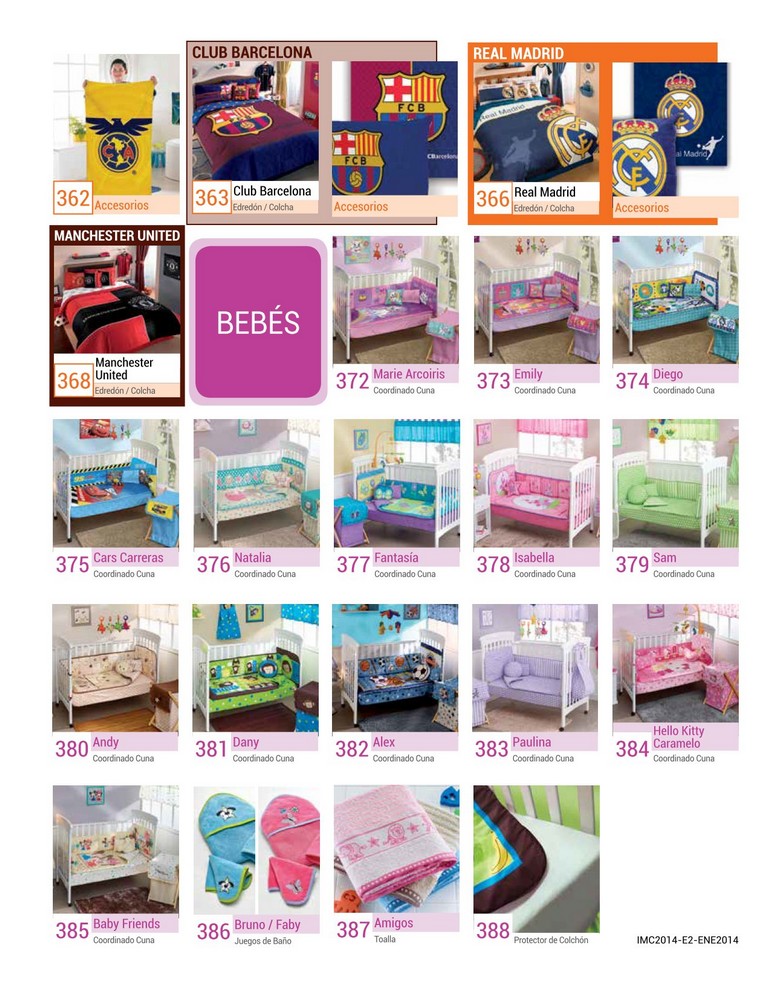 CLUB BARCELONA
REAL MADRID
362 Accesorios
363 Club Barcelona
Edredón / Colcha
FCB
FCB
CBarcelona
Accesorios
Real Madrid
366 Real Madrid
Edredón / Colcha
al Madrid
Accesorios
MANCHESTER UNITED
368 Manchester
United
Edredón / Colcha
BEBÉS
372 Marie Arcoiris
Coordinado Cuna
373 Emily
Coordinado Cuna
374 Diego
Coordinado Cuna
375 Cars Carreras
Coordinado Cuna
376 Natalia
Coordinado Cuna
377 Fantasía
Coordinado Cuna
378 Isabella
Coordinado Cuna
379 Sam
Coordinado Cuna
380 Andy
Coordinado Cuna
381 Dany
Coordinado Cuna
382 Alex
Coordinado Cuna
383 Paulina
Coordinado Cuna
384 Hello Kitty
Caramelo
Coordinado Cuna
385 Baby Friends
Coordinado Cuna
386 Bruno / Faby
Juegos de Baño
387 Amigos
Toalla
388 Protector de Colchón
IMC2014-E2-ENE2014